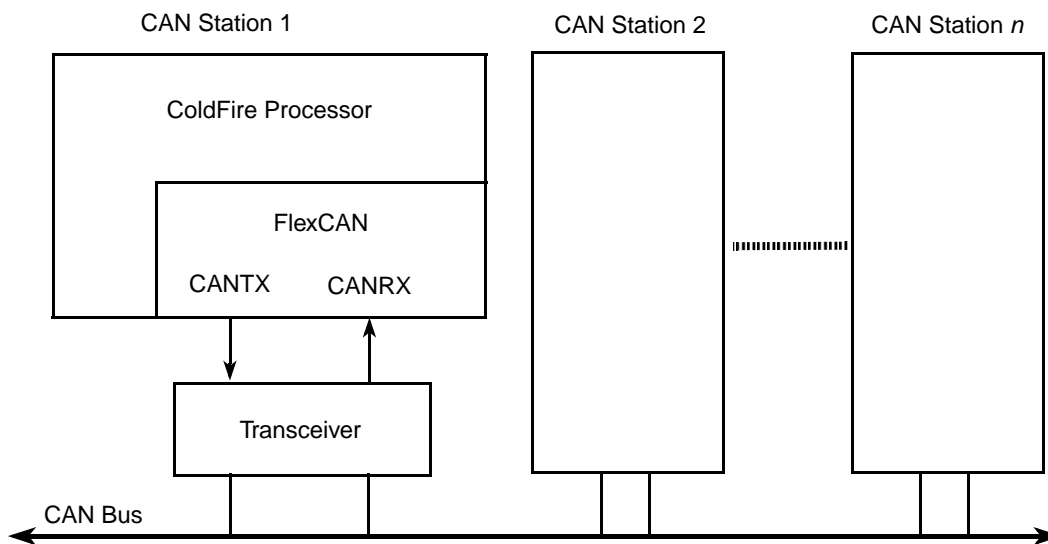 CAN Station 1
CAN Station 2
CAN Station n
ColdFire Processor
FlexCAN
CANTX
CANRX
Transceiver
CAN Bus